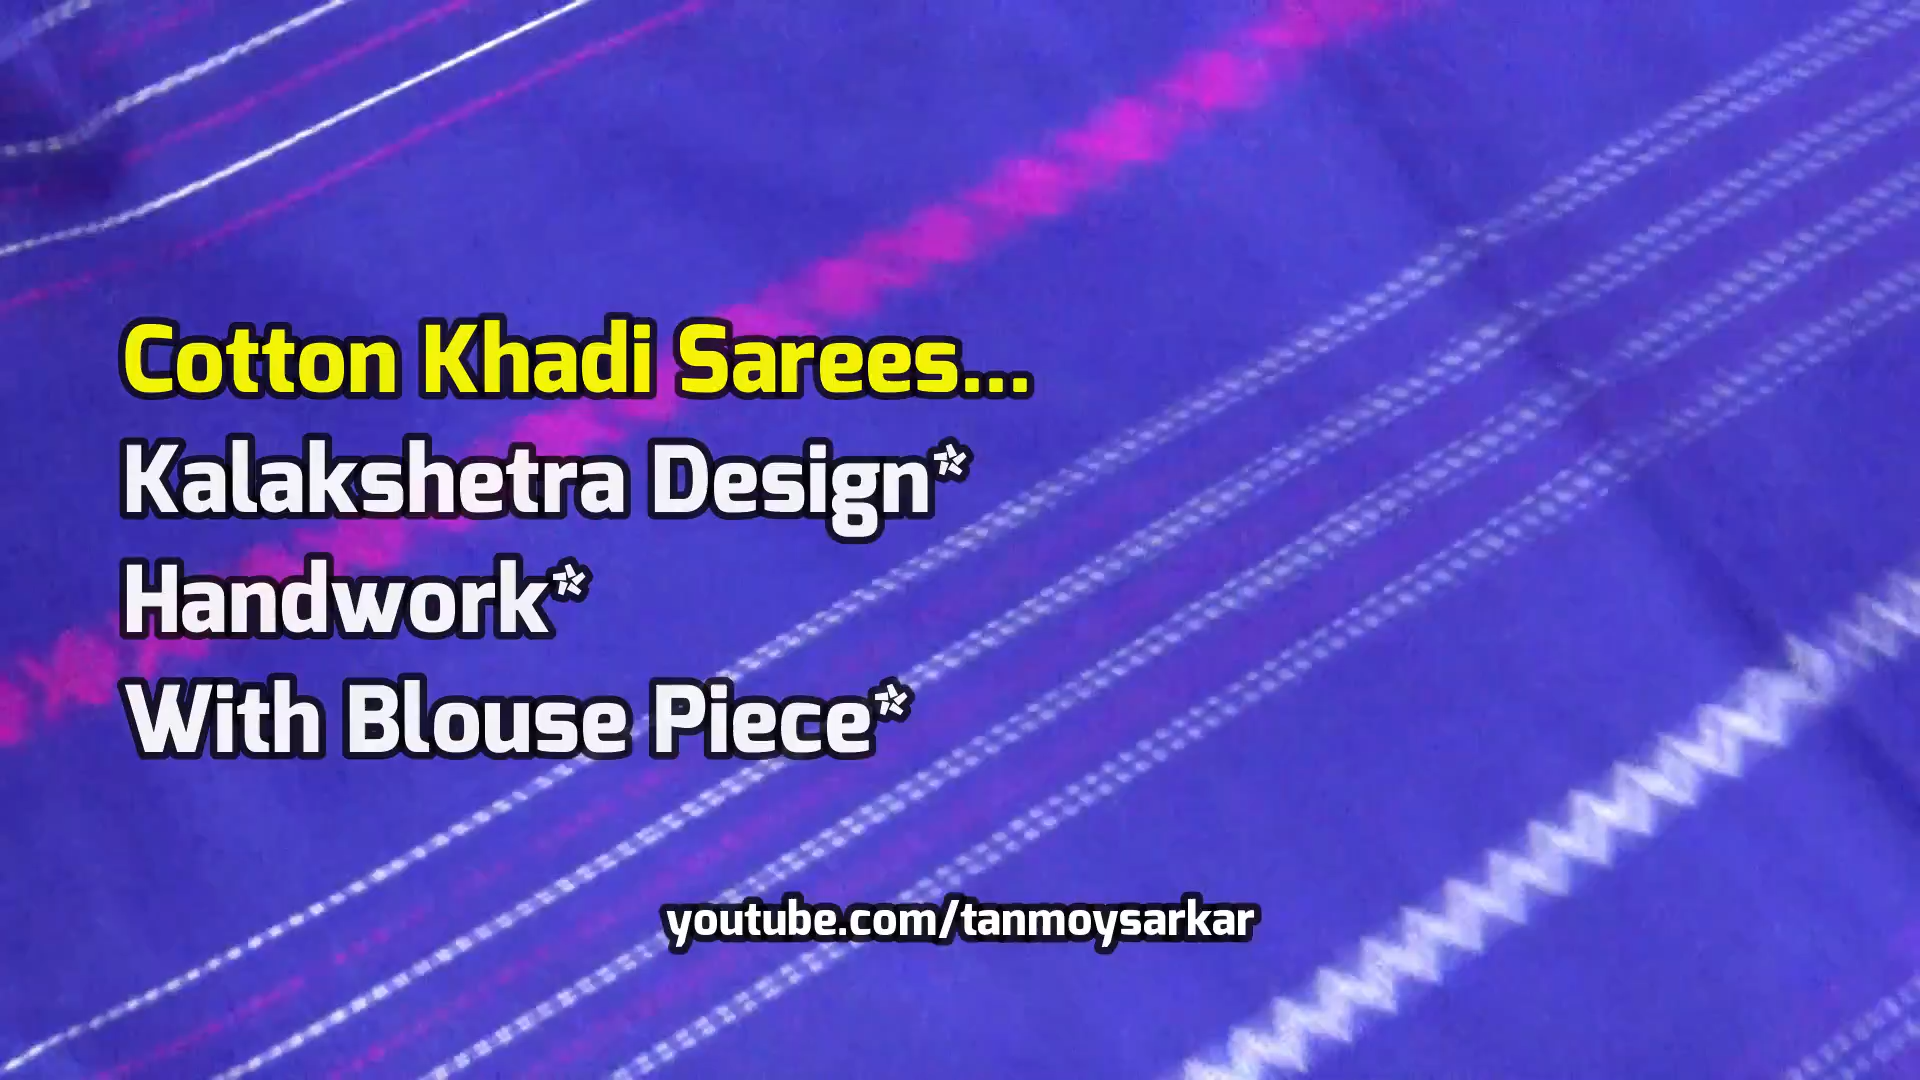 Cotton Khadi Sarees...
Kalakshetra Design*
Handwork*
With Blouse Piece*
youtube.com/tanmoysarkar